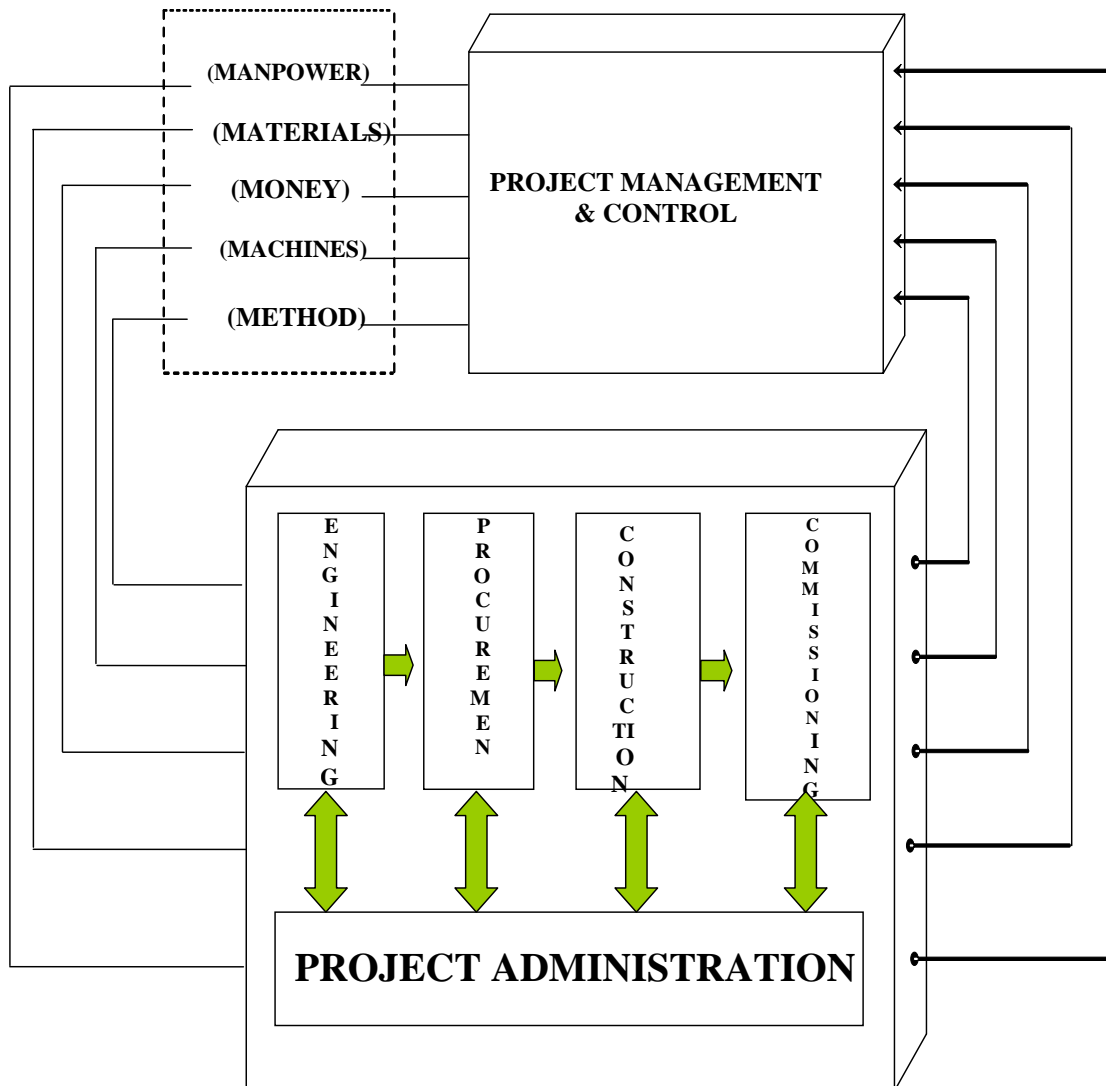 (MANPOWER)
(MATERIALS)
(MONEY)
(MACHINES)
(METHOD)
PROJECT MANAGEMENT
& CONTROL
ENGINEERING
PROCUREMEN
CONSTRUCTION
COMMISSIONING
PROJECT ADMINISTRATION